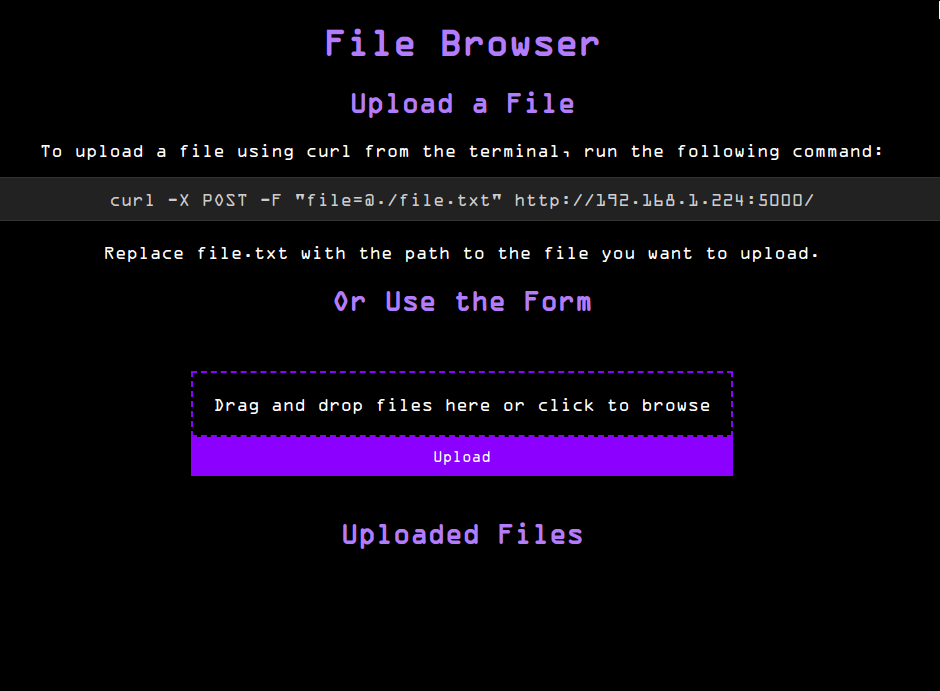 File Browser
Upload a File
To upload a file using curl from the terminal, run the following command:
curl -X POST -F "file=@./file.txt" http://192.168.1.224:5000/
Replace file.txt with the path to the file you want to upload.
Or Use the Form
Drag and drop files here or click to browse
Upload
Uploaded Files